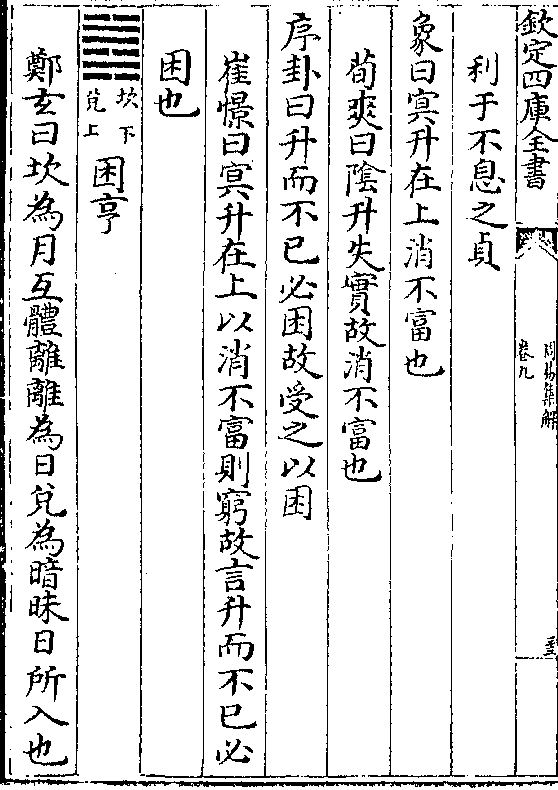 欽定四庫全書
周易集解
卷九
利于不息之貞
象曰冥升在上消不富也
荀爽曰陰升失實故消不富也
序卦曰升而不已必困故受之以困
崔憬曰冥升在上以消不富則窮故言升而不已必
困也
坎下
兌上
困亨
鄭玄曰坎為月互體離離為日兌為暗昧日所入也